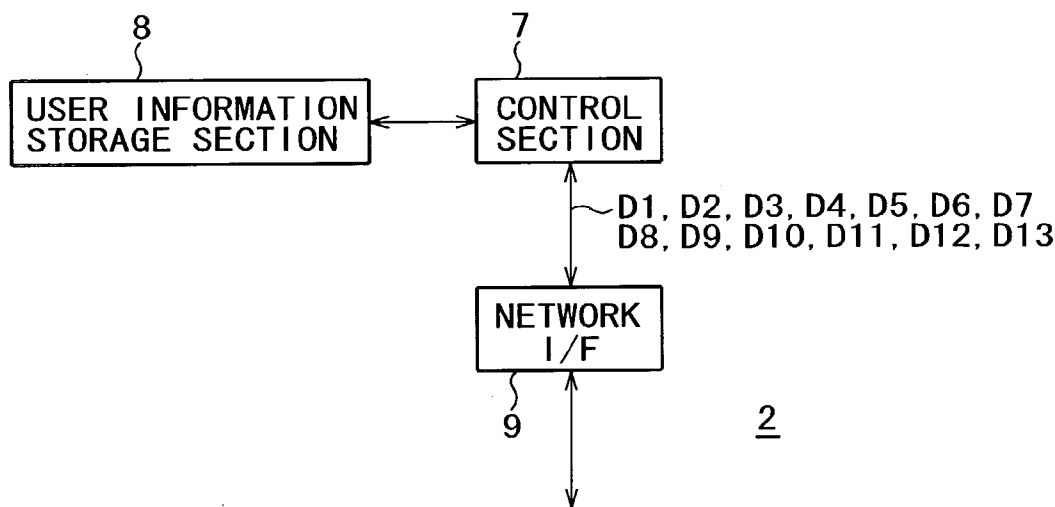 8
7
USER INFORMATION
STORAGE SECTION
CONTROL
SECTION
D1, D2, D3, D4, D5, D6, D7
D8, D9, D10, D11, D12, D13
NETWORK
I/F
9
2